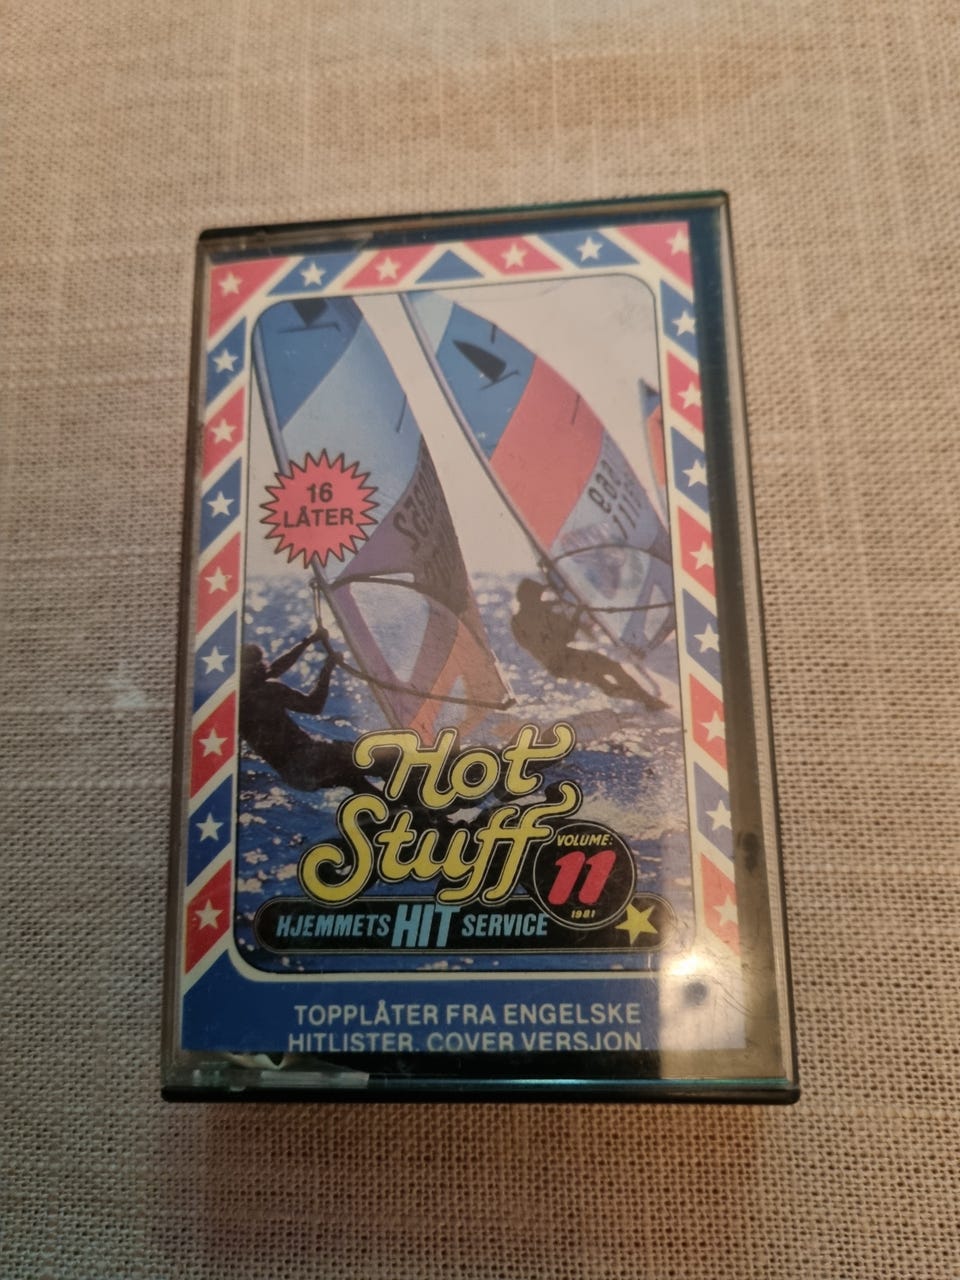 16
LÅTER
Hot
Stuff
VOLUME:
11
1981
HJEMMETS HIT SERVICE
TOPPLÅTER FRA ENGELSKE
HITLISTER. COVER VERSJON.